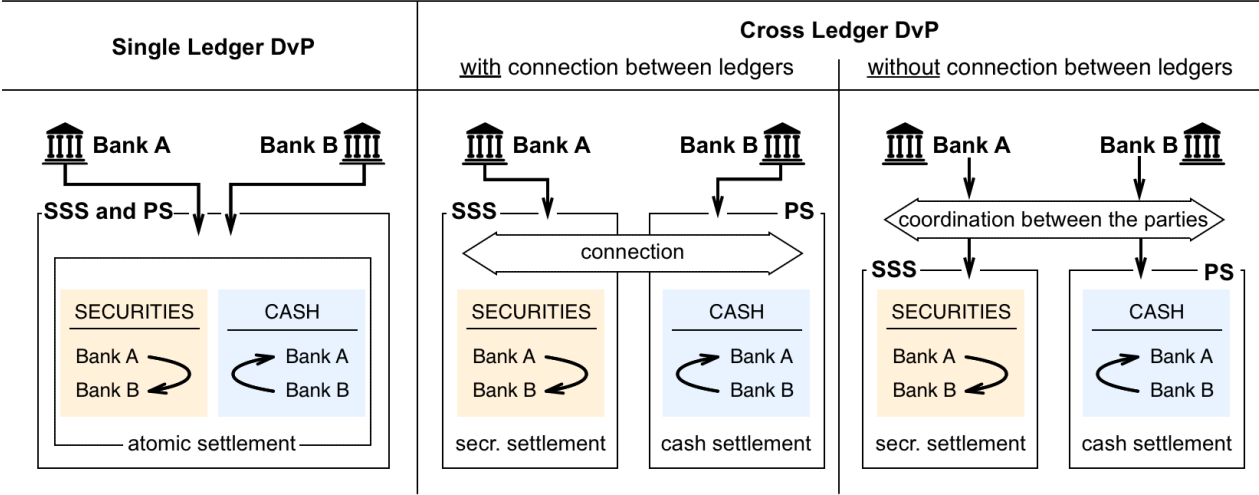 Single Ledger DvP
Cross Ledger DvP
with connection between ledgers
without connection between ledgers
Bank A
Bank B
SSS and PS
SECURITIES
CASH
Bank A
Bank A
Bank B
Bank B
atomic settlement
Bank A
Bank B
SSS
PS
connection
SECURITIES
CASH
Bank A
Bank A
Bank B
Bank B
secr. settlement
cash settlement
Bank A
Bank B
coordination between the parties
SSS
PS
SECURITIES
CASH
Bank A
Bank A
Bank B
Bank B
secr. settlement
cash settlement